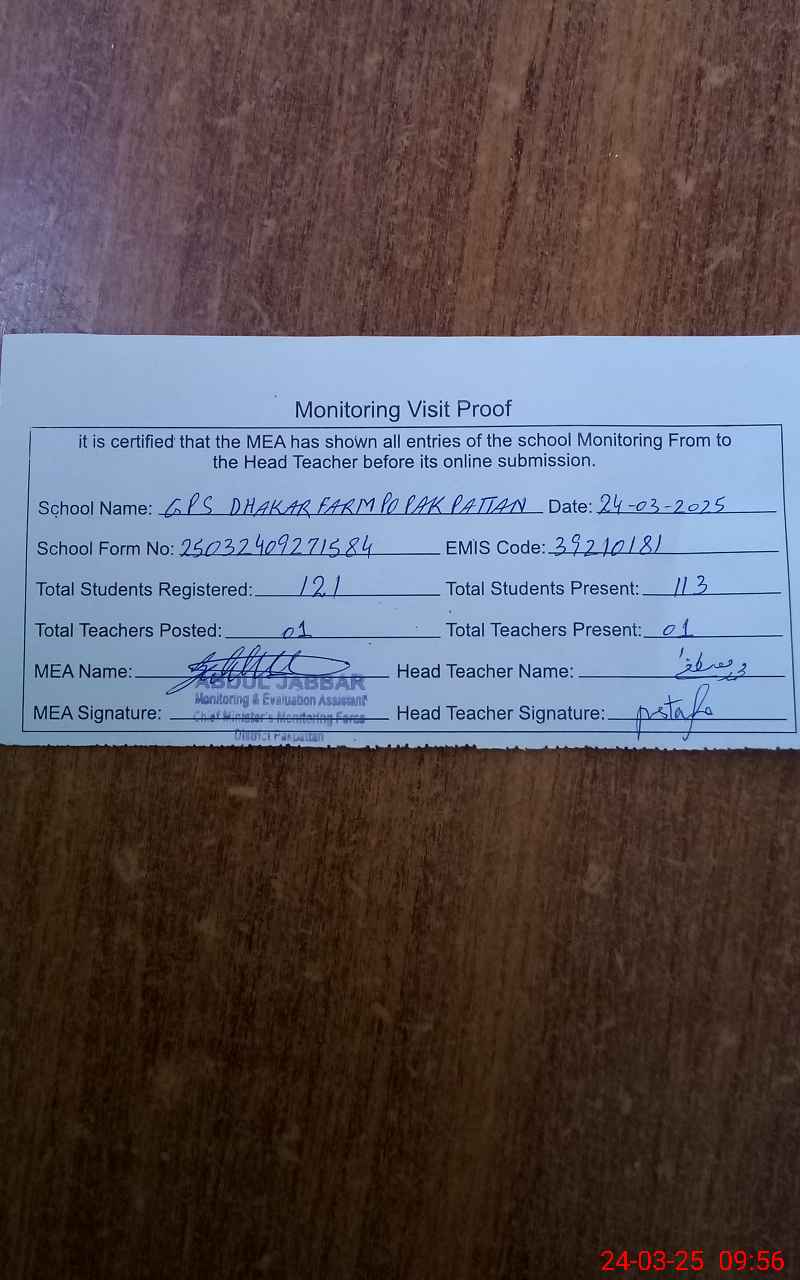 Monitoring Visit Proof
it is certified that the MEA has shown all entries of the school Monitoring From to
the Head Teacher before its online submission.
School Name: GPS DHAKAR FARM PO PAKPATTAN Date: 24-03-2025
School Form No: 25032409271584 EMIS Code: 39210181
Total Students Registered: 121 Total Students Present: 113
Total Teachers Posted: 01 Total Teachers Present: 01
MEA Name: Head Teacher Name:
ABDUL JABBAR
Monitoring & Evaluation Assistant
MEA Signature: Head Teacher Signature:
Chief Minister's Monitoring Force
District Pakpattan
24-03-25 09:56